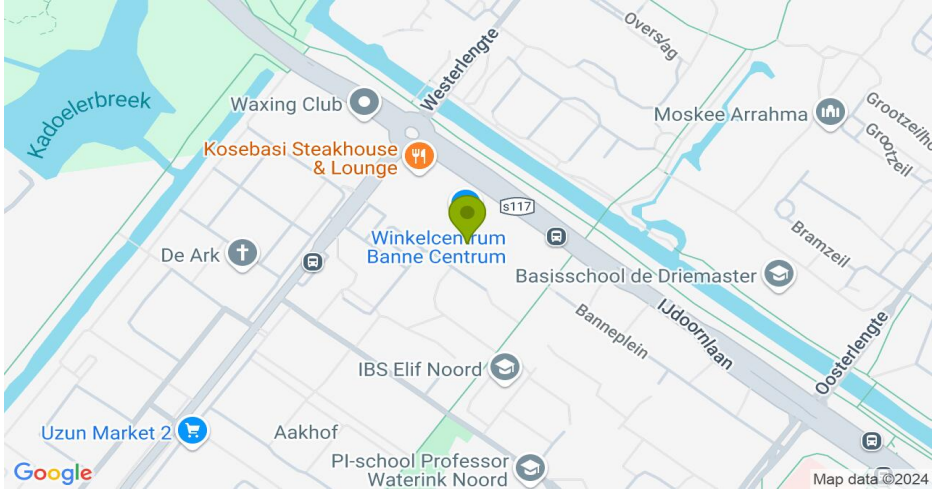 Overslag
Westerlengte
Kadoelerbreek
Waxing Club
Moskee Arrahma
Grootzeil
Kosebasi Steakhouse
& Lounge
s117
Winkelcentrum
Banne Centrum
De Ark
Bramzeil
Basisschool de Driemaster
IJdoornlaan
Banneplein
Oosterlengte
IBS Elif Noord
Uzun Market 2
Aakhof
PI-school Professor
Waterink Noord
Google
Map data ©2024